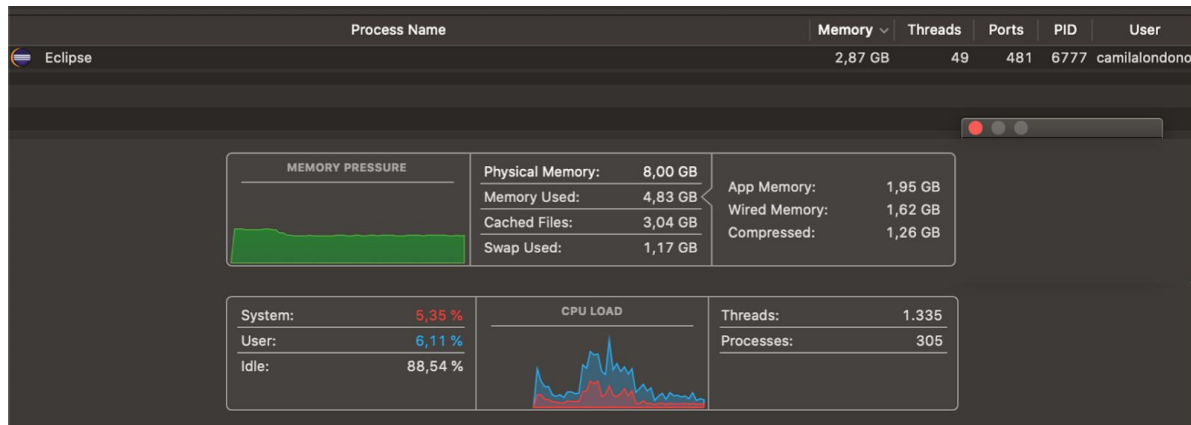 Process Name Memory Threads Ports PID User
Eclipse 2,87 GB 49 481 6777 camilalondono
MEMORY PRESSURE
Physical Memory: 8,00 GB
Memory Used: 4,83 GB
Cached Files: 3,04 GB
Swap Used: 1,17 GB
App Memory: 1,95 GB
Wired Memory: 1,62 GB
Compressed: 1,26 GB
System: 5,35 %
User: 6,11 %
Idle: 88,54 %
CPU LOAD
Threads: 1.335
Processes: 305